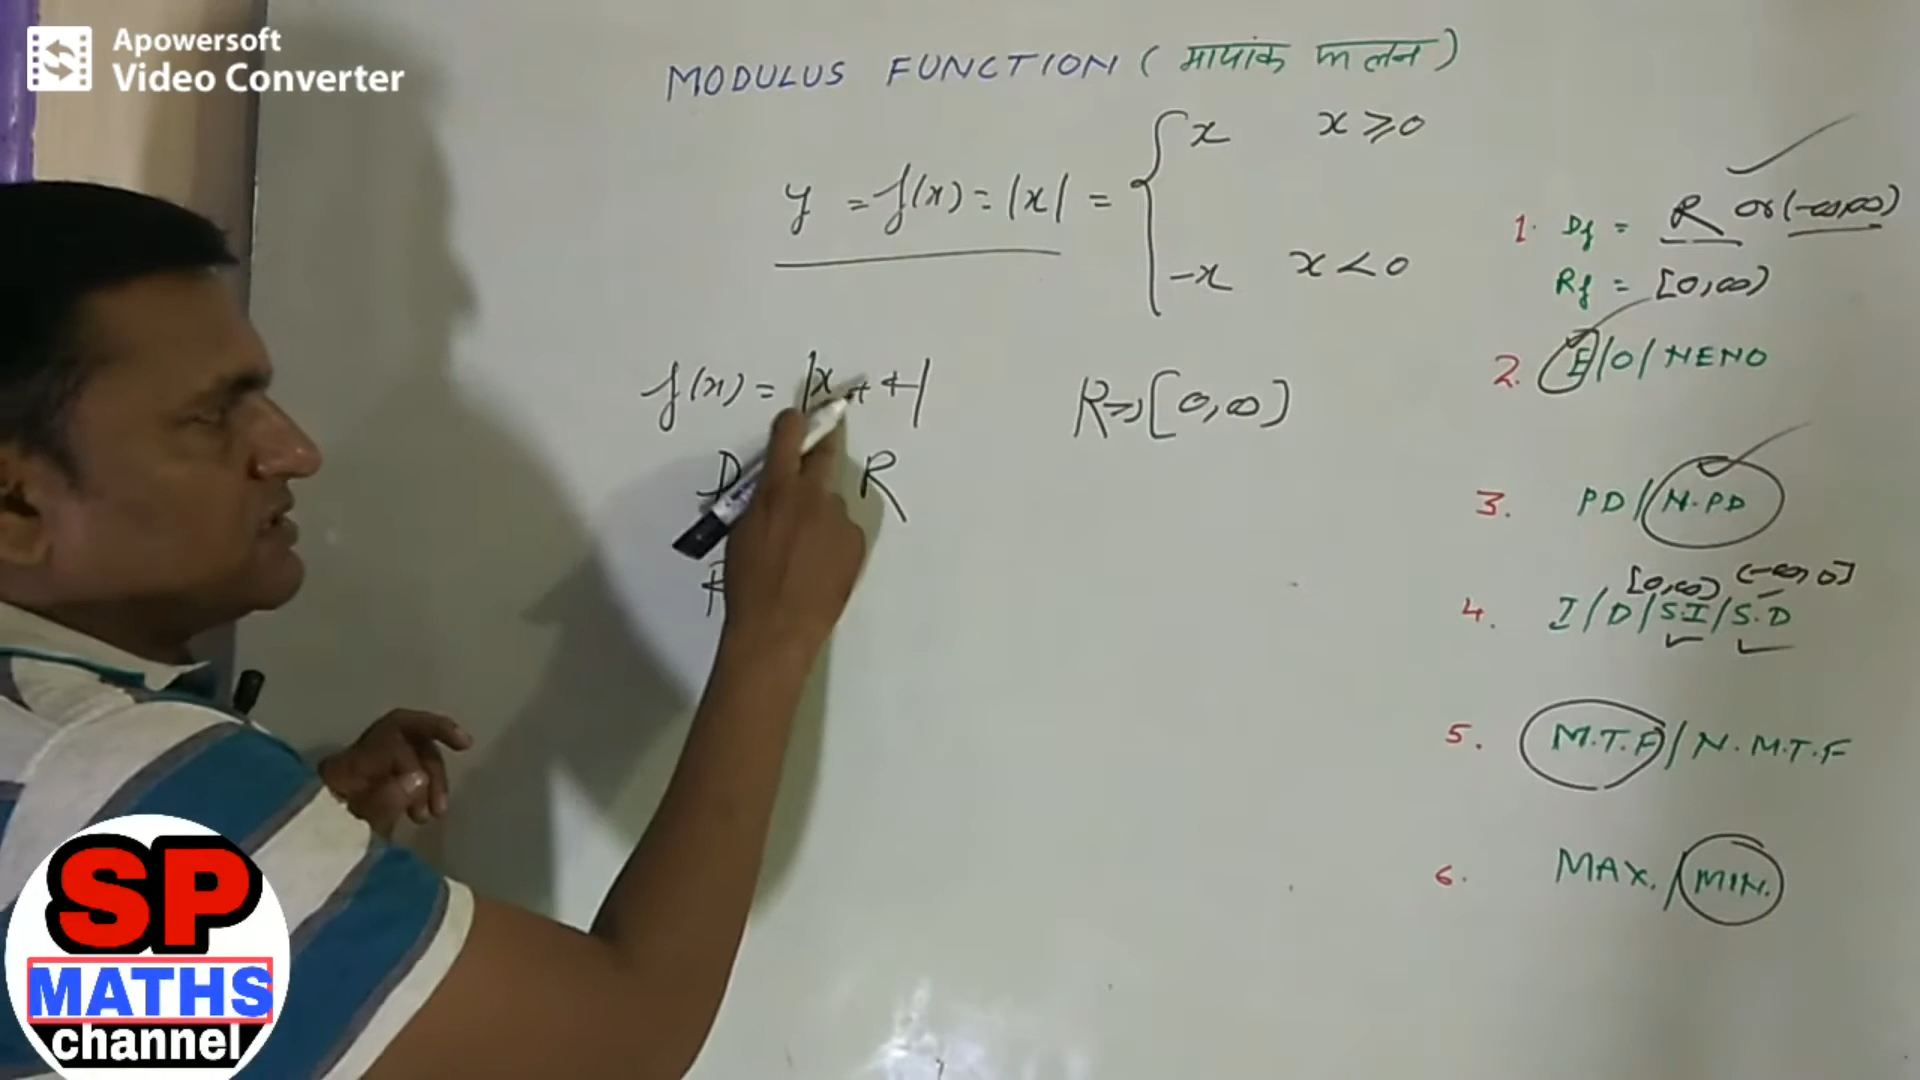 Apowersoft
Video Converter
MODULUS FUNCTION (मापांक फलन)
y = f(x) = |x| = { x x ≥ 0
-x x < 0
f(x) = |x + 4|
R → [0, ∞)
D R
1. Df = R or (-∞, ∞)
Rf = [0, ∞)
2. E/O/NENO
3. PD/N.PD
[0, ∞) (-∞, 0]
4. I/D/S.I/S.D
5. M.T.F/N.M.T.F
6. MAX./MIN.
SP
MATHS
channel